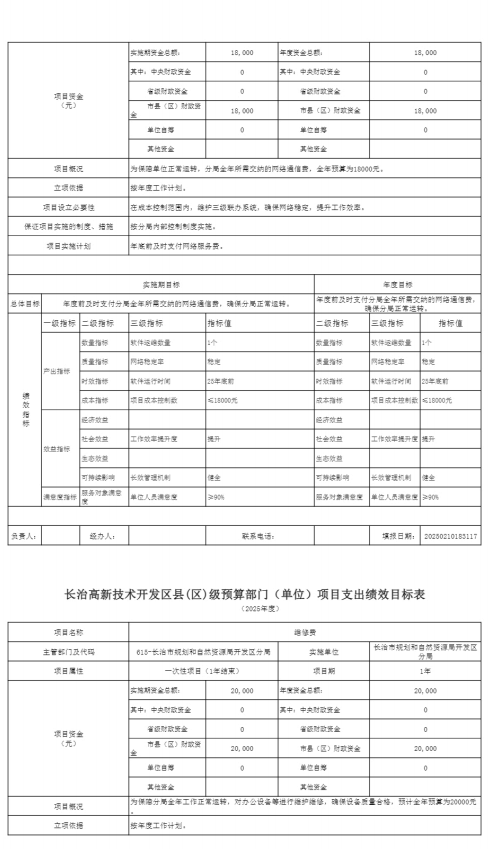 实施期资金总额： 18,000 年度资金总额： 18,000
其中：中央财政资金 0 其中：中央财政资金 0
项目资金
（元）
省级财政资金 0 省级财政资金 0
市县（区）财政资金 18,000 市县（区）财政资金 18,000
单位自筹 0 单位自筹 0
其他资金 其他资金
项目概况 为保障单位正常运转，分局全年所需交纳的网络通信费，全年预算为18000元。
立项依据 按年度工作计划。
项目设立必要性 在成本控制范围内，维护三级联办系统，确保网络稳定，提升工作效率。
保证项目实施的制度、措施 按分局内部控制制度实施。
项目实施计划 年底前及时支付网络服务费。
实施期目标 年度目标
总体目标 年度前及时支付分局全年所需交纳的网络通信费，确保分局正常运转。 年度前及时支付分局全年所需交纳的网络通信费，确保分局正常运转。
绩效指标
一级指标 二级指标 三级指标 指标值 二级指标 三级指标 指标值
产出指标
数量指标 软件运维数量 1个 数量指标 软件运维数量 1个
质量指标 网络稳定率 稳定 质量指标 网络稳定率 稳定
时效指标 软件运行时间 25年底前 时效指标 软件运行时间 25年底前
成本指标 项目成本控制数 ≤18000元 成本指标 项目成本控制数 ≤18000元
效益指标
经济效益 经济效益
社会效益 工作效率提升度 提升 社会效益 工作效率提升度 提升
生态效益 生态效益
可持续影响 长效管理机制 健全 可持续影响 长效管理机制 健全
满意度指标 服务对象满意度 单位人员满意度 ≥90% 服务对象满意度 单位人员满意度 ≥90%
负责人： 经办人： 联系电话： 填报日期： 20250210183117
长治高新技术开发区县(区)级预算部门（单位）项目支出绩效目标表
（2025年度）
项目名称 维修费
主管部门及代码 615-长治市规划和自然资源局开发区分局 实施单位 长治市规划和自然资源局开发区分局
项目属性 一次性项目（1年结束） 项目期 1年
实施期资金总额： 20,000 年度资金总额： 20,000
其中：中央财政资金 0 其中：中央财政资金 0
项目资金
（元）
省级财政资金 0 省级财政资金 0
市县（区）财政资金 20,000 市县（区）财政资金 20,000
单位自筹 0 单位自筹 0
其他资金 其他资金
项目概况 为保障分局全年工作正常运转，对办公设备等进行维护维修，确保设备质量合格，预计全年预算为20000元。
立项依据 按年度工作计划。